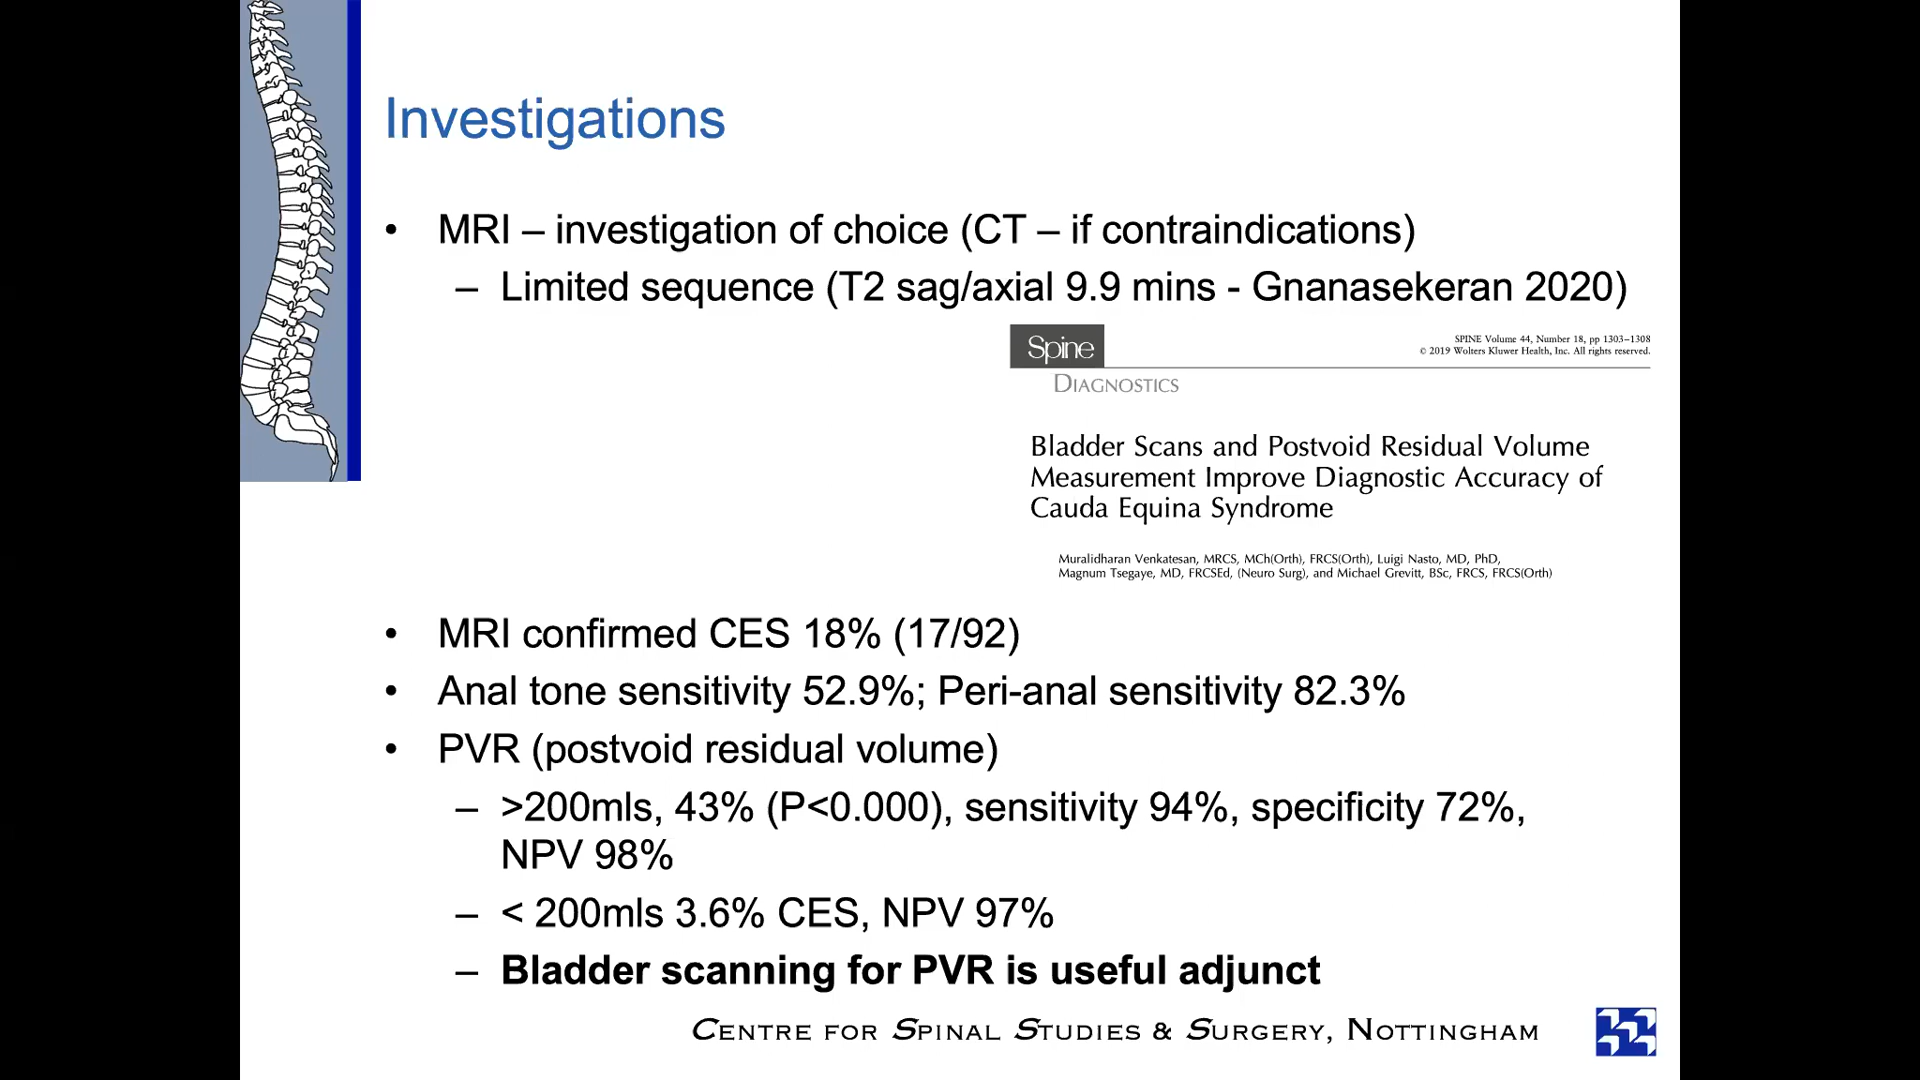 Investigations
• MRI – investigation of choice (CT – if contraindications)
– Limited sequence (T2 sag/axial 9.9 mins - Gnanasekeran 2020)
Spine
SPINE Volume 44, Number 18, pp 1303–1308
© 2019 Wolters Kluwer Health, Inc. All rights reserved.
DIAGNOSTICS
Bladder Scans and Postvoid Residual Volume
Measurement Improve Diagnostic Accuracy of
Cauda Equina Syndrome
Muralidharan Venkatesan, MRCS, MCh(Orth), FRCS(Orth), Luigi Nasto, MD, PhD,
Magnum Tsegaye, MD, FRCSEd, (Neuro Surg), and Michael Grevitt, BSc, FRCS, FRCS(Orth)
• MRI confirmed CES 18% (17/92)
• Anal tone sensitivity 52.9%; Peri-anal sensitivity 82.3%
• PVR (postvoid residual volume)
– >200mls, 43% (P<0.000), sensitivity 94%, specificity 72%,
NPV 98%
– < 200mls 3.6% CES, NPV 97%
– Bladder scanning for PVR is useful adjunct
CENTRE FOR SPINAL STUDIES & SURGERY, NOTTINGHAM